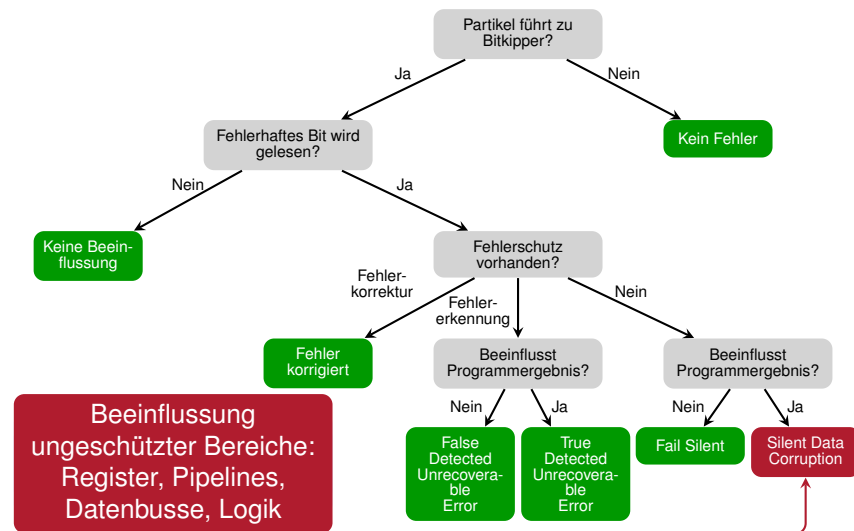 Partikel führt zu
Bitkipper?
Ja
Nein
Fehlerhaftes Bit wird
gelesen?
Kein Fehler
Nein
Ja
Keine Beein-
flussung
Fehlerschutz
vorhanden?
Fehler-
korrektur
Fehler-
erkennung
Nein
Fehler
korrigiert
Beeinflusst
Programmergebnis?
Beeinflusst
Programmergebnis?
Nein
Ja
Nein
Ja
Beeinflussung
ungeschützter Bereiche:
Register, Pipelines,
Datenbusse, Logik
False
Detected
Unrecovera-
ble
Error
True
Detected
Unrecovera-
ble
Error
Fail Silent
Silent Data
Corruption